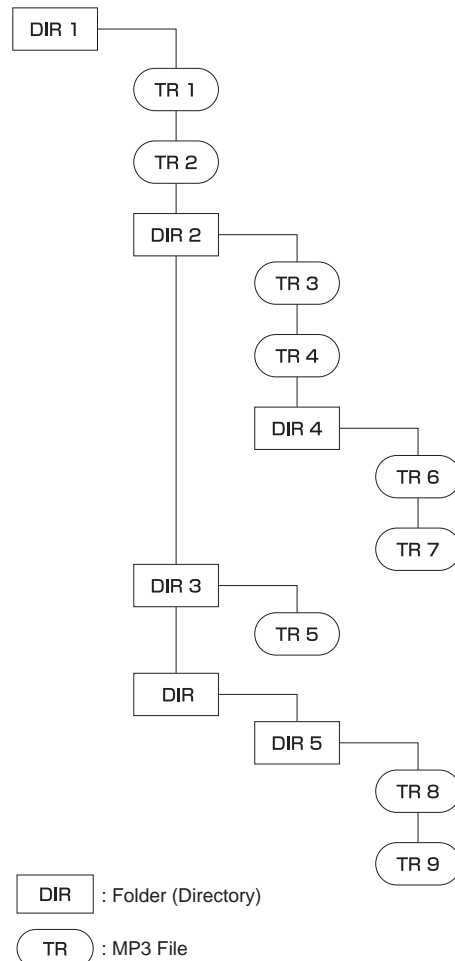 DIR 1
TR 1
TR 2
DIR 2
TR 3
TR 4
DIR 4
TR 6
TR 7
DIR 3
TR 5
DIR
DIR 5
TR 8
TR 9
DIR : Folder (Directory)
TR : MP3 File